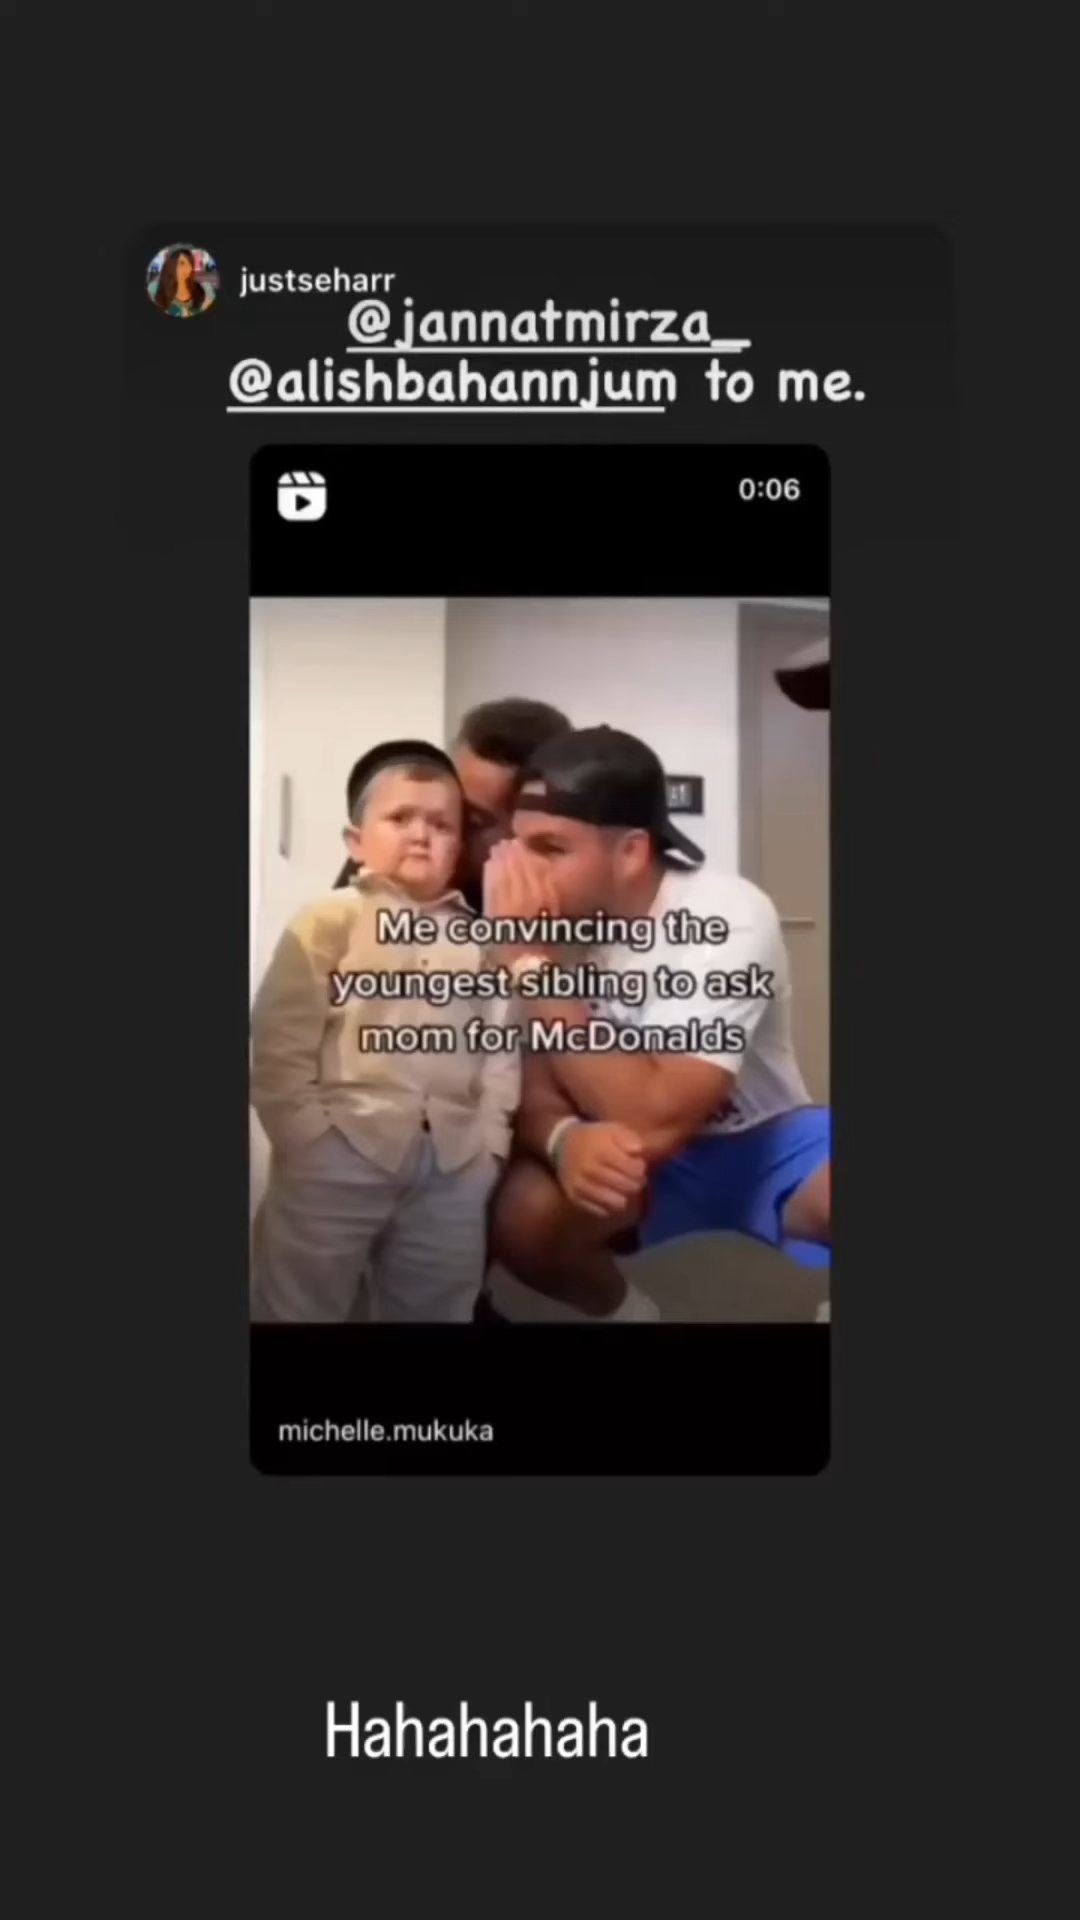 justseharr
@jannatmirza_
@alishbahannjum to me.
0:06
Me convincing the
youngest sibling to ask
mom for McDonalds
michelle.mukuka
Hahahahaha